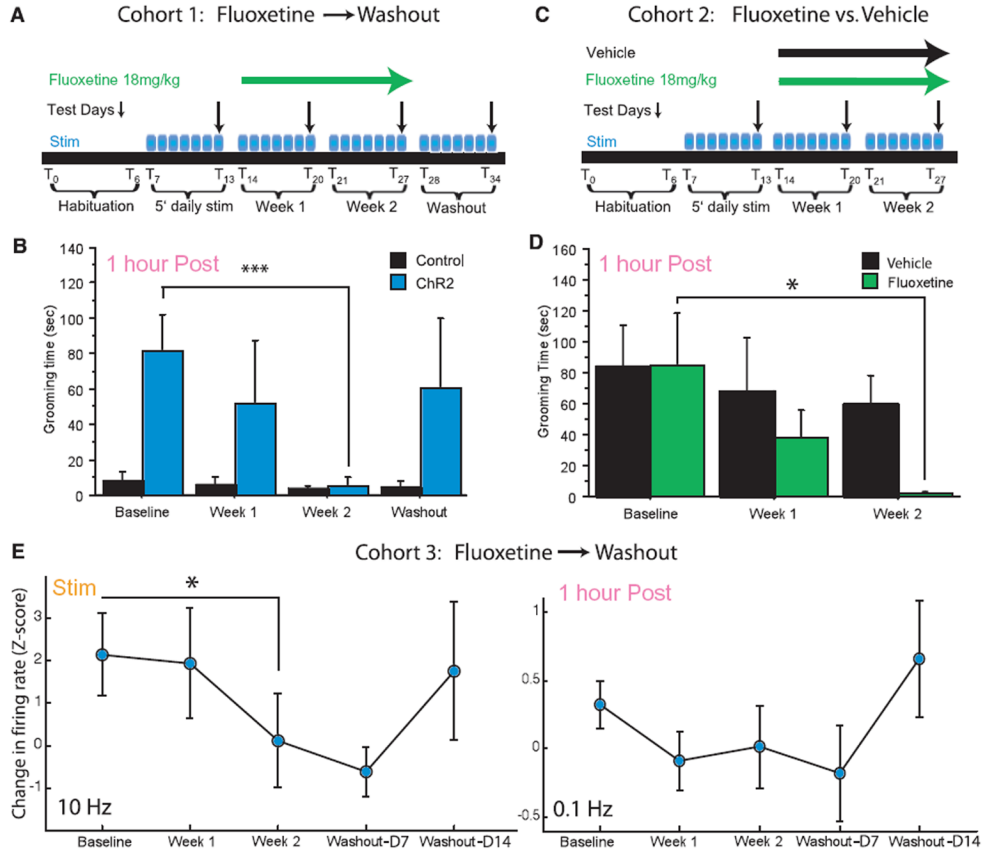 A
Cohort 1: Fluoxetine → Washout
Fluoxetine 18mg/kg
Test Days ↓
Stim
T0 T6 T7 T13 T14 T20 T21 T27 T28 T34
Habituation 5' daily stim Week 1 Week 2 Washout
C
Cohort 2: Fluoxetine vs. Vehicle
Vehicle
Fluoxetine 18mg/kg
Test Days ↓
Stim
T0 T6 T7 T13 T14 T20 T21 T27
Habituation 5' daily stim Week 1 Week 2
B
1 hour Post
***
Control
ChR2
Grooming time (sec)
140
120
100
80
60
40
20
0
Baseline Week 1 Week 2 Washout
D
1 hour Post
*
Vehicle
Fluoxetine
Grooming Time (sec)
160
140
120
100
80
60
40
20
0
Baseline Week 1 Week 2
E
Cohort 3: Fluoxetine → Washout
Stim
*
Change in firing rate (Z-score)
3
2
1
0
-1
10 Hz
Baseline Week 1 Week 2 Washout-D7 Washout-D14
1 hour Post
1
0.5
0
-0.5
0.1 Hz
Baseline Week 1 Week 2 Washout-D7 Washout-D14